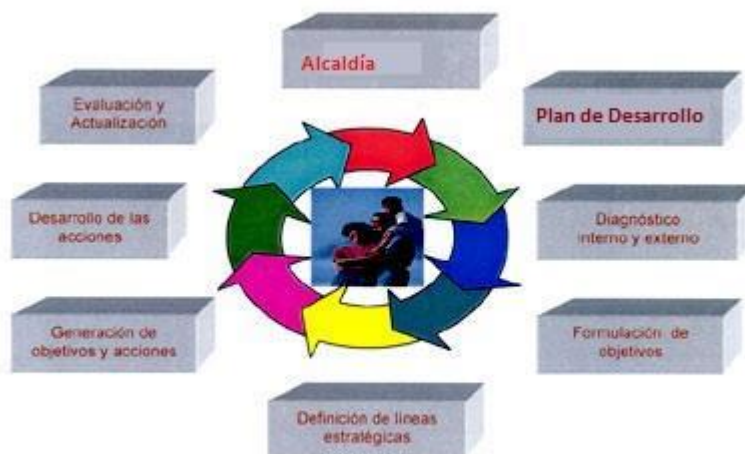 Alcaldía
Plan de Desarrollo
Diagnóstico
interno y externo
Formulación de
objetivos
Definición de líneas
estratégicas
Generación de
objetivos y acciones
Desarrollo de las
acciones
Evaluación y
Actualización